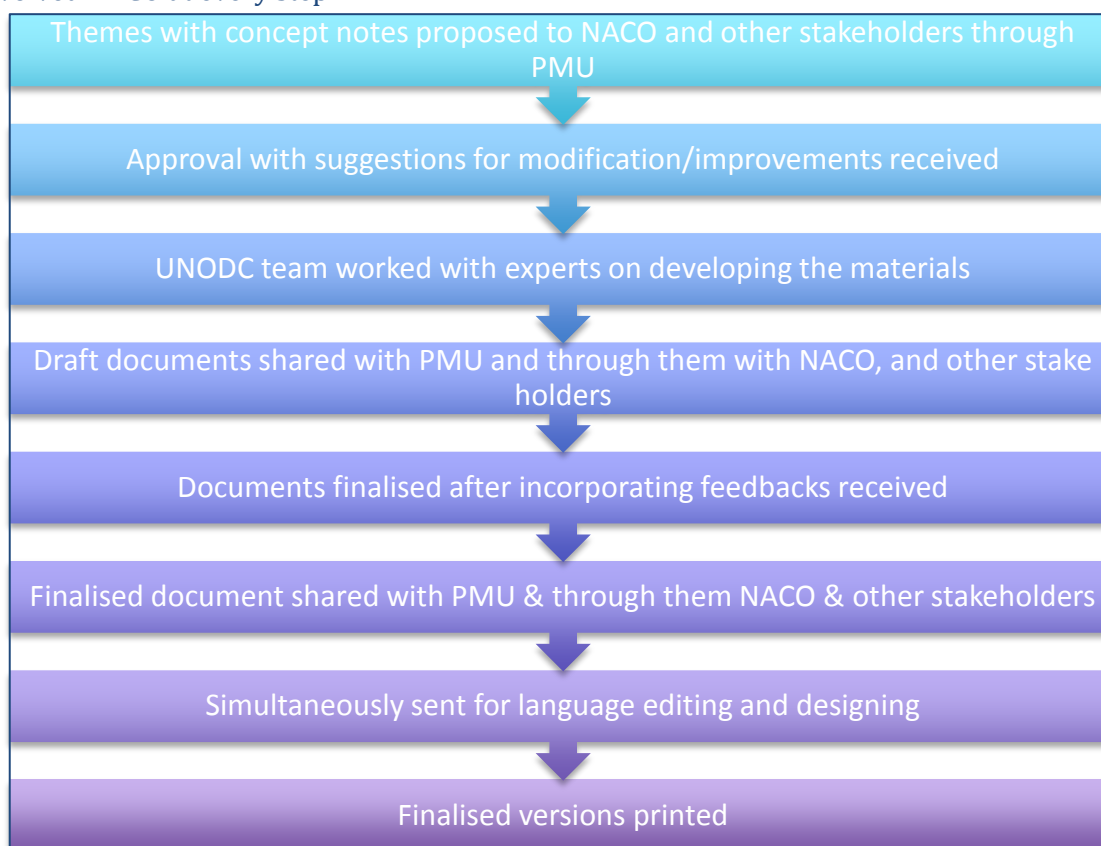 Themes with concept notes proposed to NACO and other stakeholders through
PMU
Approval with suggestions for modification/improvements received
UNODC team worked with experts on developing the materials
Draft documents shared with PMU and through them with NACO, and other stake
holders
Documents finalised after incorporating feedbacks received
Finalised document shared with PMU & through them NACO & other stakeholders
Simultaneously sent for language editing and designing
Finalised versions printed